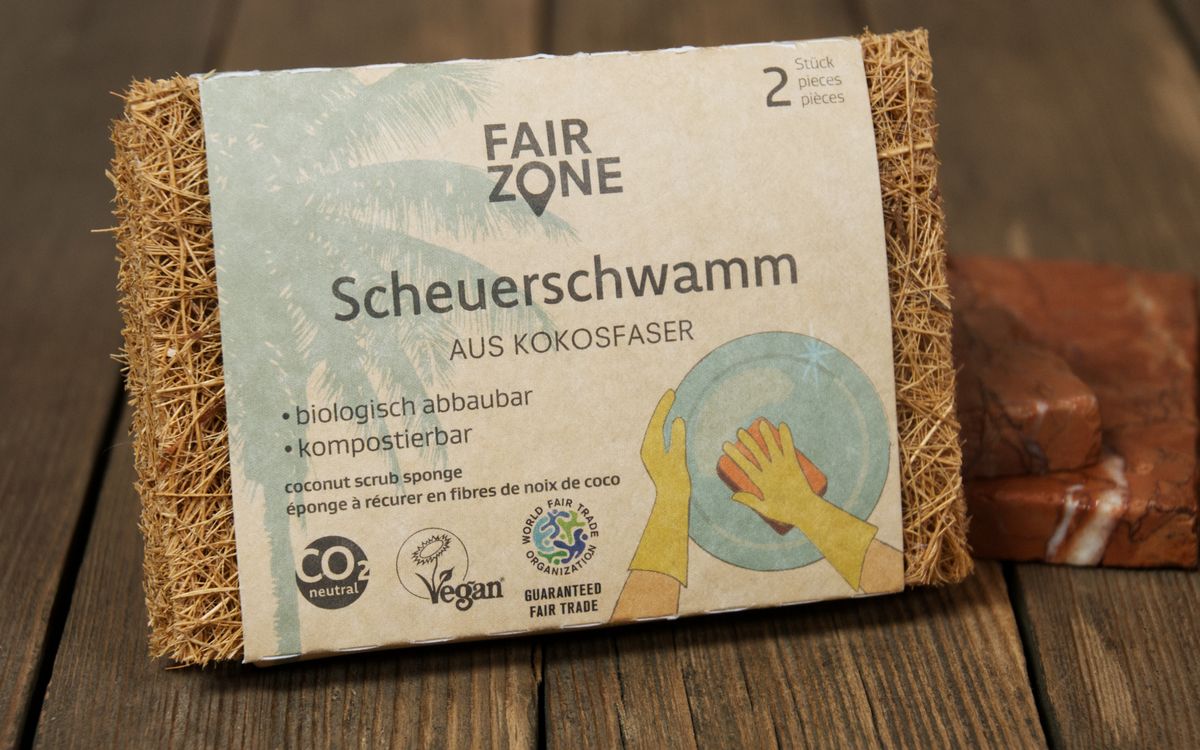 2 Stück
pieces
pièces
FAIR
ZONE
Scheuerschwamm
AUS KOKOSFASER
• biologisch abbaubar
• kompostierbar
coconut scrub sponge
éponge à récurer en fibres de noix de coco
CO2
neutral
Vegan
WORLD FAIR TRADE
ORGANIZATION
GUARANTEED
FAIR TRADE